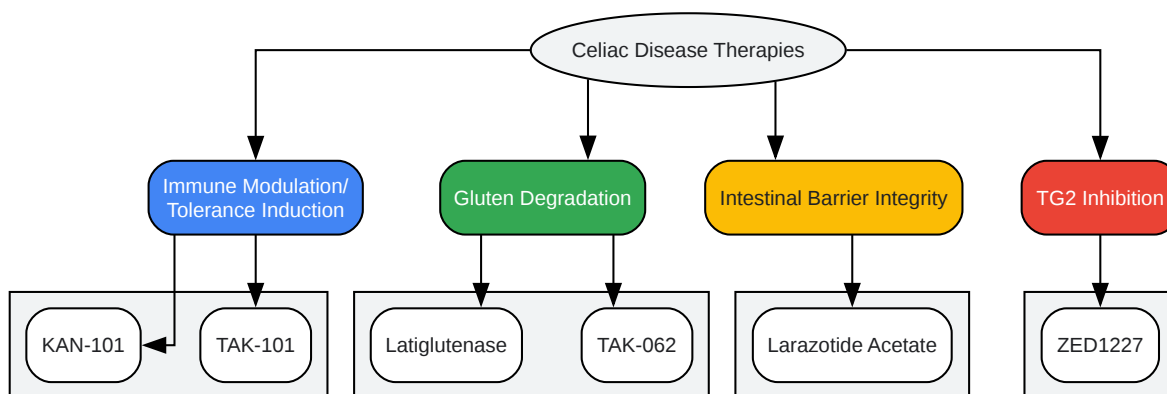 Celiac Disease Therapies
Immune Modulation/
Tolerance Induction
Gluten Degradation
Intestinal Barrier Integrity
TG2 Inhibition
KAN-101
TAK-101
Latiglutenase
TAK-062
Larazotide Acetate
ZED1227